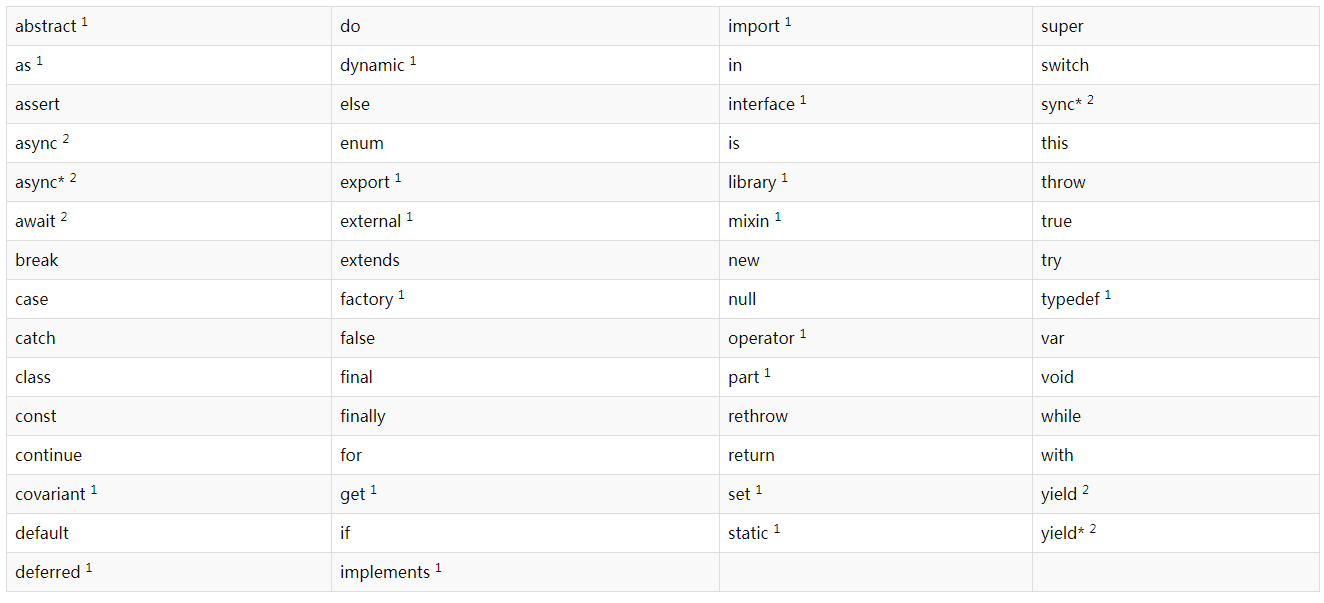 abstract 1 do import 1 super
as 1 dynamic 1 in switch
assert else interface 1 sync* 2
async 2 enum is this
async* 2 export 1 library 1 throw
await 2 external 1 mixin 1 true
break extends new try
case factory 1 null typedef 1
catch false operator 1 var
class final part 1 void
const finally rethrow while
continue for return with
covariant 1 get 1 set 1 yield 2
default if static 1 yield* 2
deferred 1 implements 1